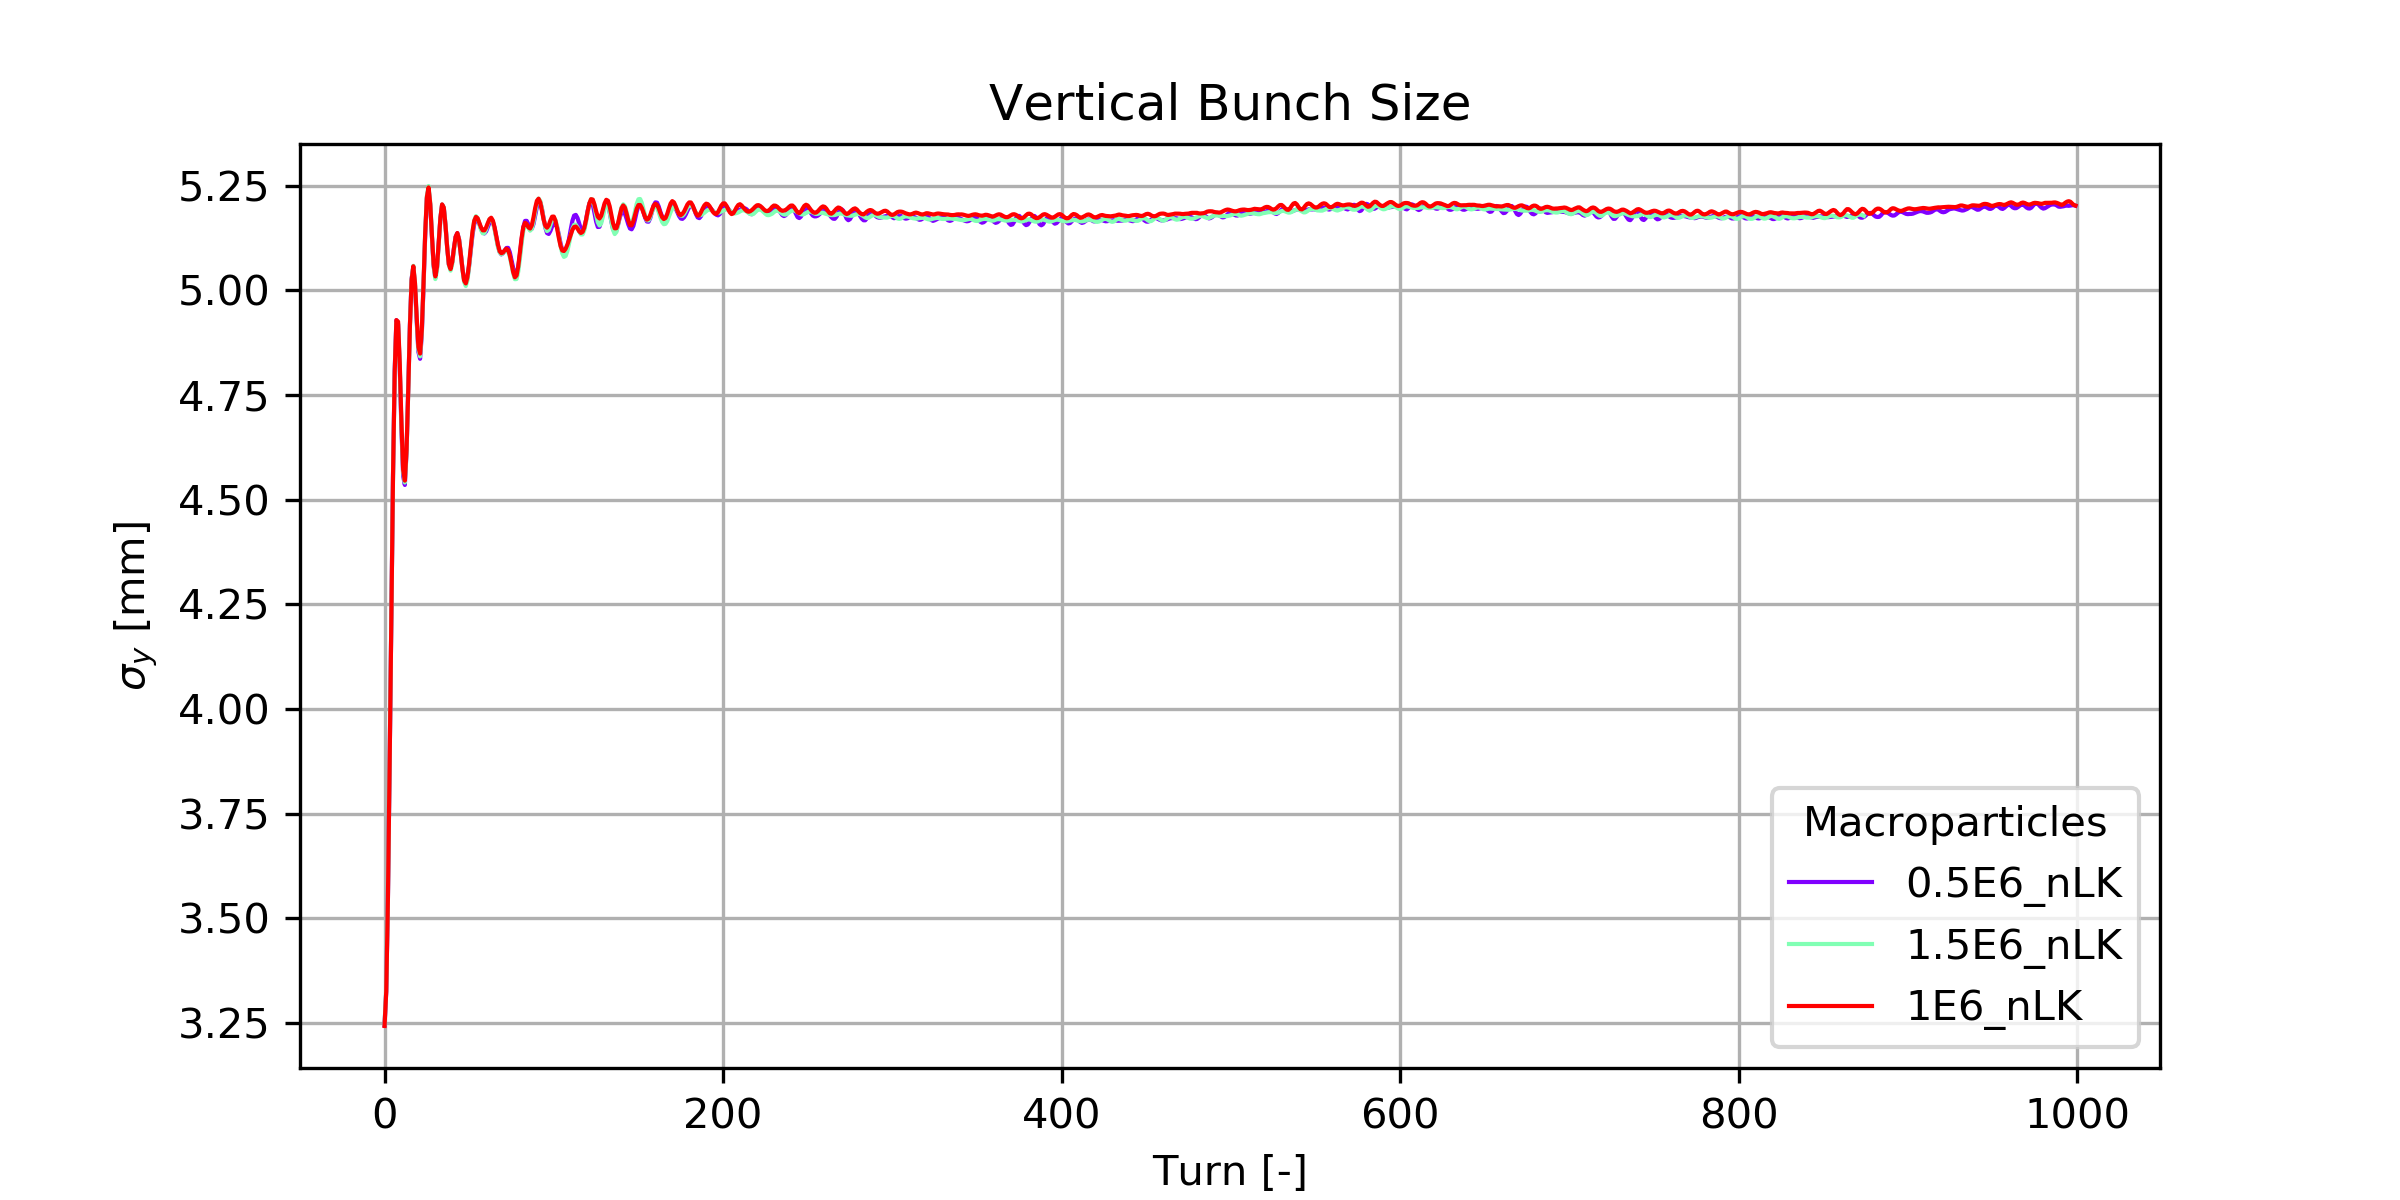 Vertical Bunch Size
5.25
5.00
4.75
4.50
4.25
4.00
3.75
3.50
3.25
σy [mm]
Macroparticles
0.5E6_nLK
1.5E6_nLK
1E6_nLK
0 200 400 600 800 1000
Turn [-]